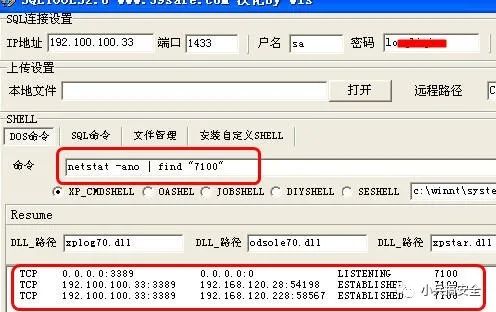 SQLTOOLS2.0 www.59safe.com 汉化by wls
SQL连接设置
IP地址 192.100.100.33 端口 1433 户名 sa 密码
上传设置
本地文件 打开 远程路径 C
SHELL
DOS命令 SQL命令 文件管理 安装自定义SHELL
命令 netstat -ano | find "7100"
XP_CMDSHELL OASHEL JOBSHELL DIYSHELL SESHELL c:\winnt\syste
Resume
DLL_路径 xplog70.dll DLL_路径 odsole70.dll DLL_路径 xpstar.dll
TCP 0.0.0.0:3389 0.0.0.0:0 LISTENING 7100
TCP 192.100.100.33:3389 192.168.120.28:54198 ESTABLISHED 7100
TCP 192.100.100.33:3389 192.168.120.228:58567 ESTABLISHED 7100
小兵搞安全